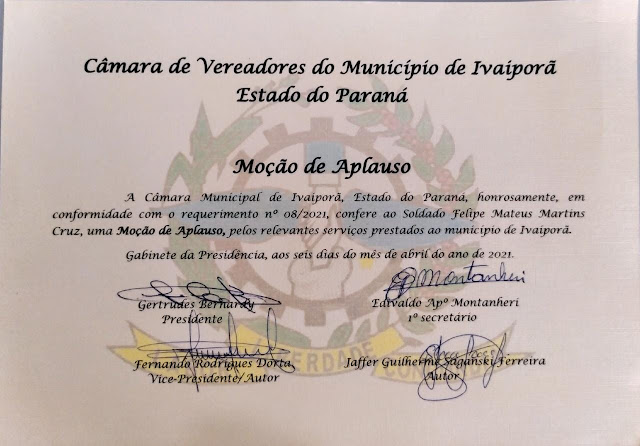 Câmara de Vereadores do Município de Ivaiporã
Estado do Paraná
Moção de Aplauso
A Câmara Municipal de Ivaiporã, Estado do Paraná, honrosamente, em
conformidade com o requerimento nº 08/2021, confere ao Soldado Felipe Mateus Martins
Cruz, uma Moção de Aplauso, pelos relevantes serviços prestados ao município de Ivaiporã.
Gabinete da Presidência, aos seis dias do mês de abril do ano de 2021.
Montanheri
Gertrudes Bernardy
Edivaldo Apº Montanheri
Presidente
1º secretário
Fernando Rodrigues Dorta
Jaffer Guilherme Saganski Ferreira
Vice-Presidente/Autor
Autor